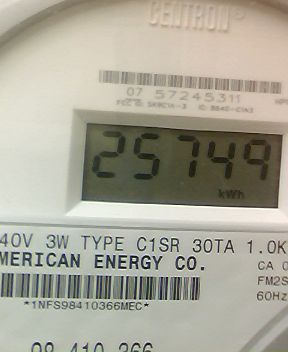 CENTRON®
07 57245311
25749
kWh
40V 3W TYPE C1SR 30TA 1.0K
MERICAN ENERGY CO.
CA 0
FM2S
60Hz
*1NFS98410366MEC*
98 410 366